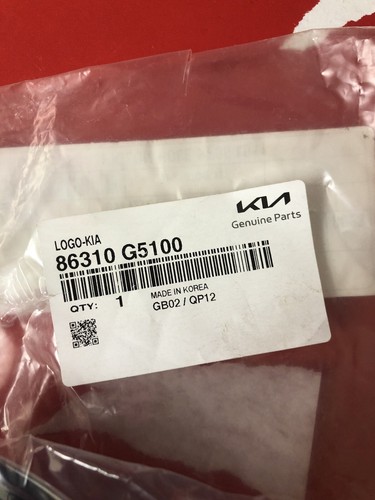 KIA
Genuine Parts
LOGO-KIA
86310 G5100
QTY: 1
MADE IN KOREA
GB02 / QP12